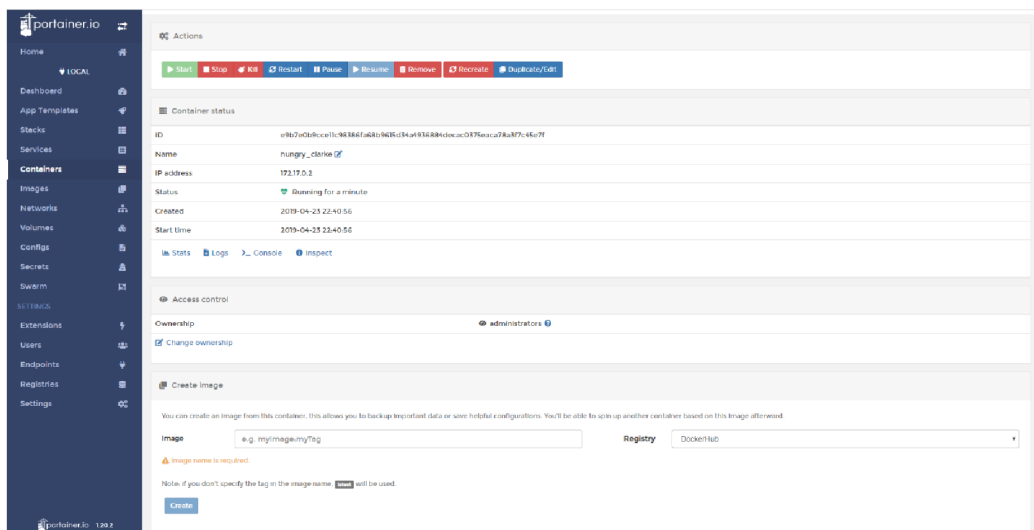 portainer.io
Home
LOCAL
Dashboard
App Templates
Stacks
Services
Containers
Images
Networks
Volumes
Configs
Secrets
Swarm
SETTINGS
Extensions
Users
Endpoints
Registries
Settings
portainer.io 1.20.2
Actions
Start Stop Kill Restart Pause Resume Remove Recreate Duplicate/Edit
Container status
ID
Name hungry_clarke
IP address 172.17.0.2
Status Running for a minute
Created 2019-04-23 22:40:56
Start time 2019-04-23 22:40:56
Stats Logs >_ Console Inspect
Access control
Ownership administrators
Change ownership
Create image
You can create an image from this container, this allows you to backup important data or save helpful configurations. You'll be able to spin up another container based on this image afterward.
Image e.g. myImage:myTag Registry DockerHub
Image name is required.
Note: if you don't specify the tag in the image name, latest will be used.
Create